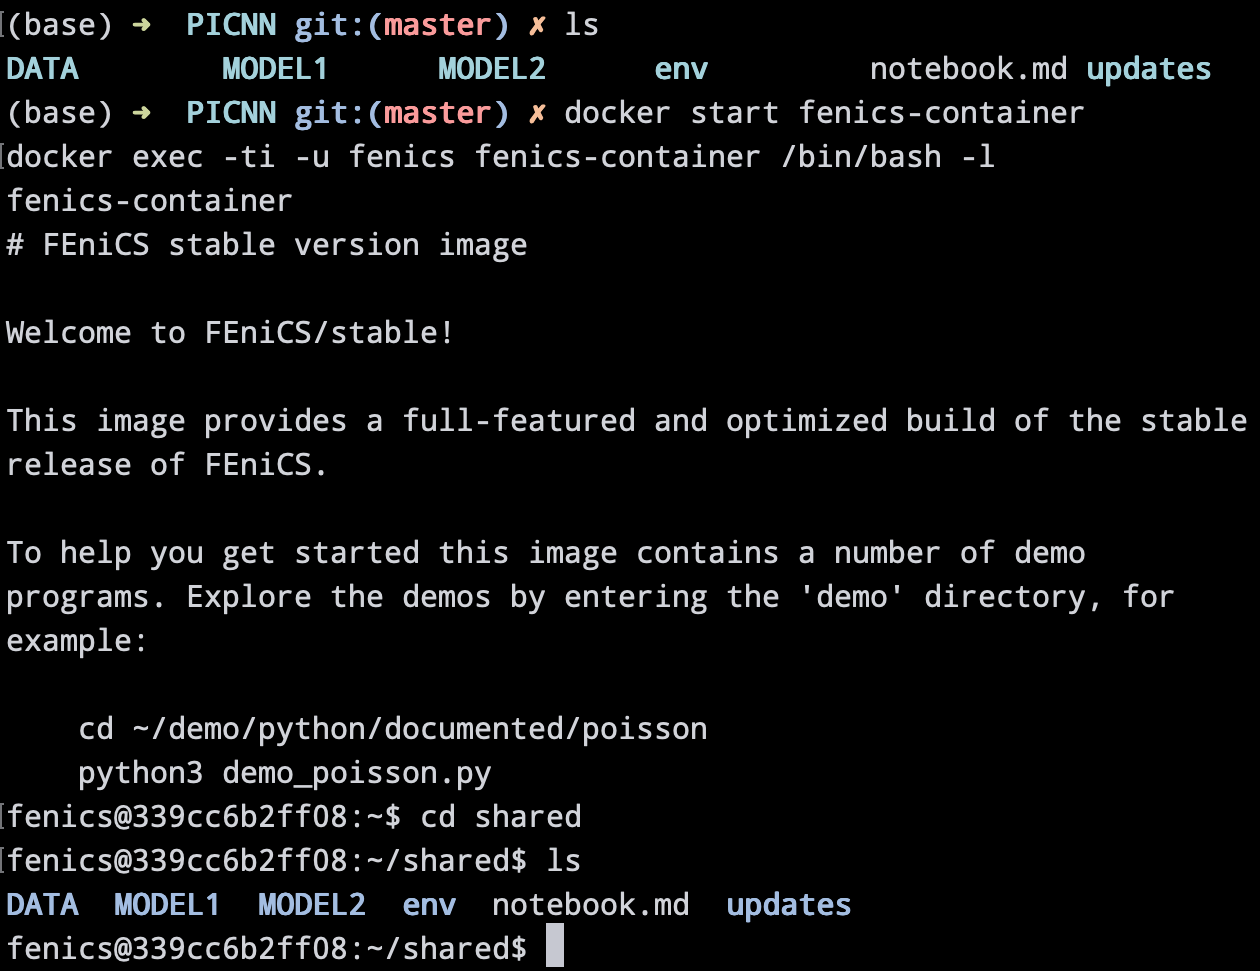 (base) ➜  PICNN git:(master) ✗ ls
DATA        MODEL1      MODEL2      env         notebook.md updates
(base) ➜  PICNN git:(master) ✗ docker start fenics-container
docker exec -ti -u fenics fenics-container /bin/bash -l
fenics-container
# FEniCS stable version image
Welcome to FEniCS/stable!
This image provides a full-featured and optimized build of the stable
release of FEniCS.
To help you get started this image contains a number of demo
programs. Explore the demos by entering the 'demo' directory, for
example:
    cd ~/demo/python/documented/poisson
    python3 demo_poisson.py
fenics@339cc6b2ff08:~$ cd shared
fenics@339cc6b2ff08:~/shared$ ls
DATA  MODEL1  MODEL2  env  notebook.md  updates
fenics@339cc6b2ff08:~/shared$